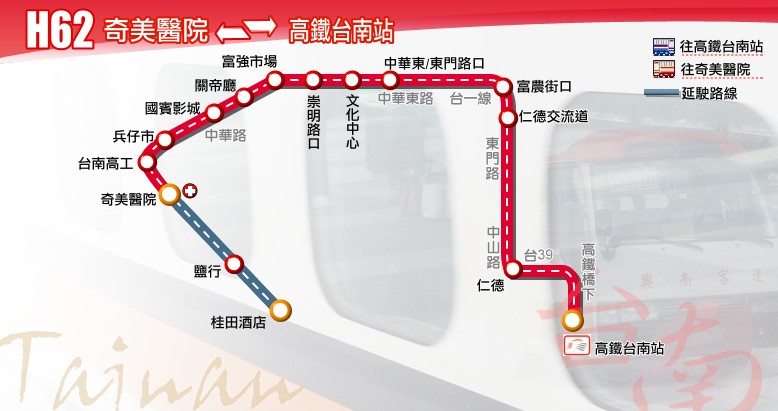 H62 奇美醫院 高鐵台南站
往高鐵台南站
往奇美醫院
延駛路線
富強市場
關帝廳
國賓影城
兵仔市
台南高工
奇美醫院
鹽行
桂田酒店
中華路
崇明路口
文化中心
中華東/東門路口
中華東路
台一線
富農街口
仁德交流道
東門路
中山路
台39
仁德
高鐵橋下
高鐵台南站
興南客運
台南
Tainan